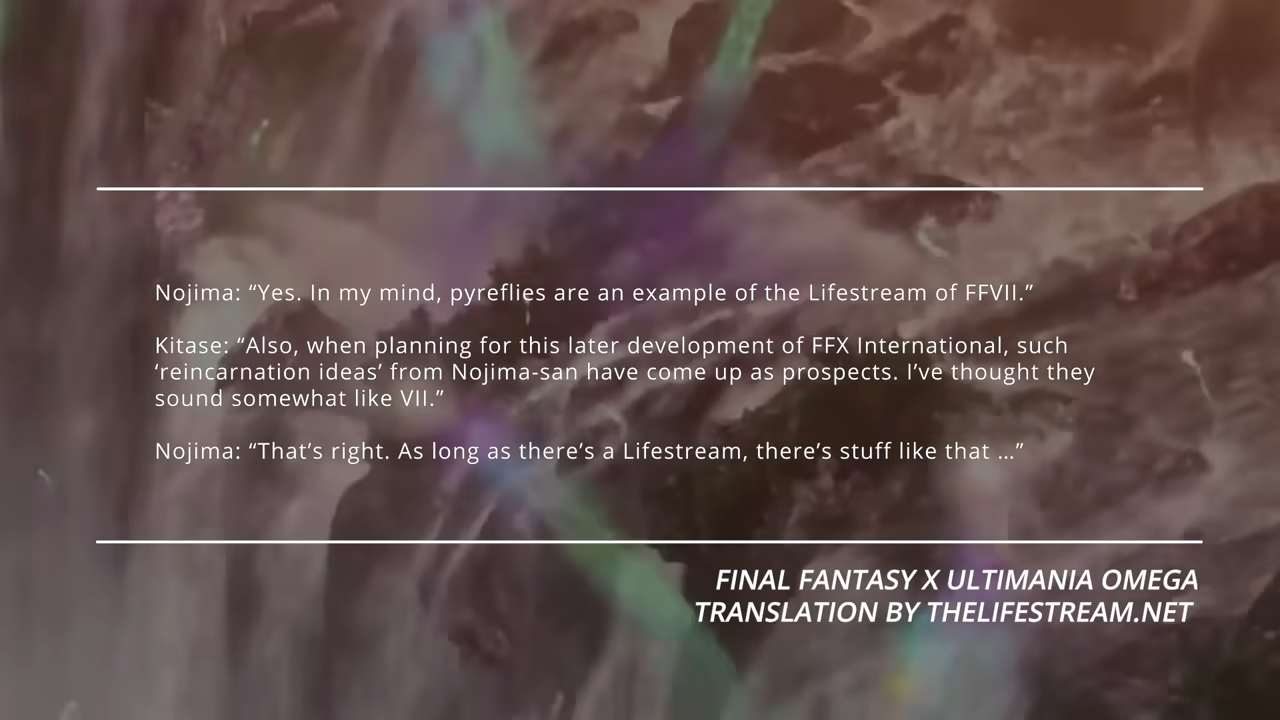 Nojima: “Yes. In my mind, pyreflies are an example of the Lifestream of FFVII.”
Kitase: “Also, when planning for this later development of FFX International, such
‘reincarnation ideas’ from Nojima-san have come up as prospects. I’ve thought they
sound somewhat like VII.”
Nojima: “That’s right. As long as there’s a Lifestream, there’s stuff like that …”
FINAL FANTASY X ULTIMANIA OMEGA
TRANSLATION BY THELIFESTREAM.NET